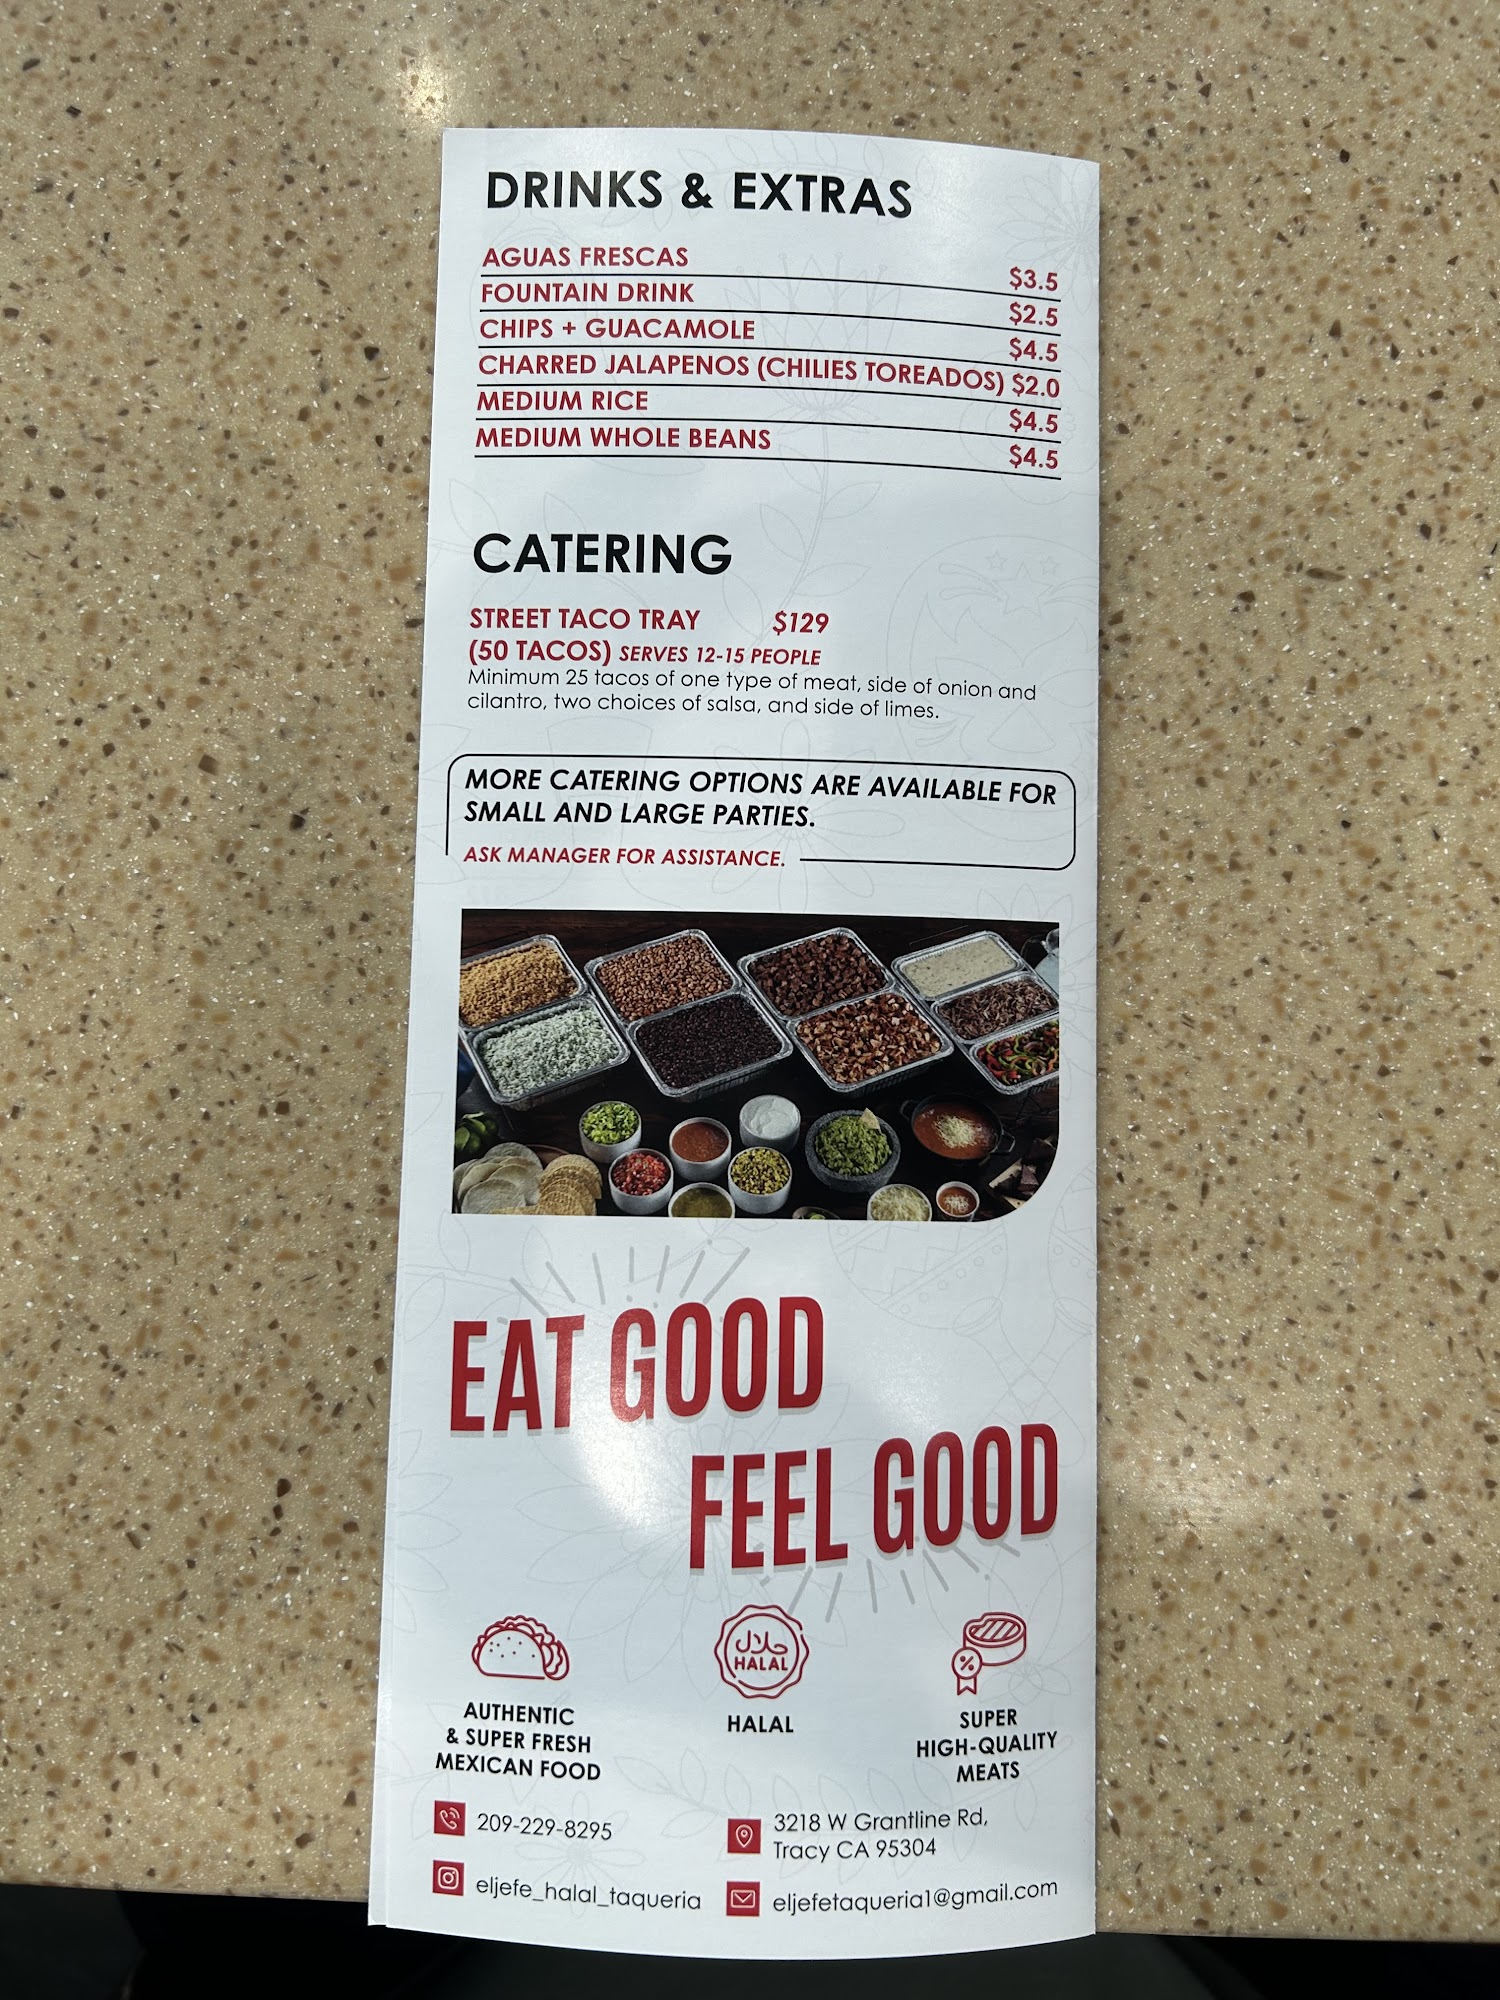 DRINKS & EXTRAS
AGUAS FRESCAS $3.5
FOUNTAIN DRINK $2.5
CHIPS + GUACAMOLE $4.5
CHARRED JALAPENOS (CHILIES TOREADOS) $2.0
MEDIUM RICE $4.5
MEDIUM WHOLE BEANS $4.5
CATERING
STREET TACO TRAY $129
(50 TACOS) SERVES 12-15 PEOPLE
Minimum 25 tacos of one type of meat, side of onion and
cilantro, two choices of salsa, and side of limes.
MORE CATERING OPTIONS ARE AVAILABLE FOR
SMALL AND LARGE PARTIES.
ASK MANAGER FOR ASSISTANCE.
EAT GOOD
FEEL GOOD
حلال
HALAL
%
AUTHENTIC
& SUPER FRESH
MEXICAN FOOD
HALAL
SUPER
HIGH-QUALITY
MEATS
209-229-8295
3218 W Grantline Rd,
Tracy CA 95304
eljefe_halal_taqueria
eljefetaqueria1@gmail.com